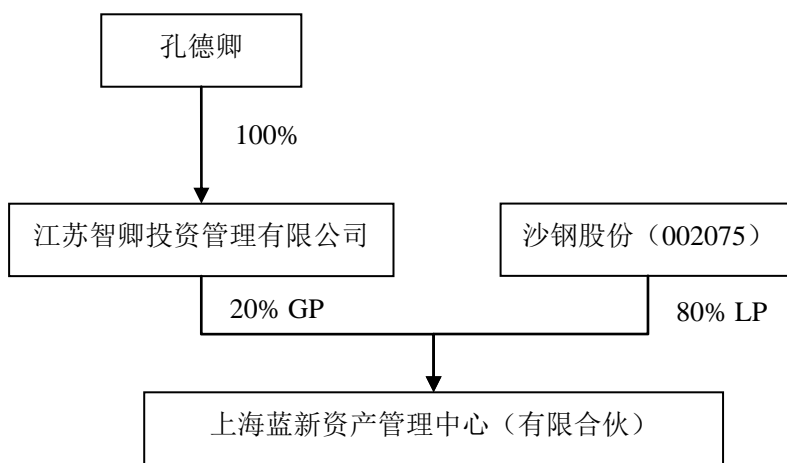 孔德卿
100%
江苏智卿投资管理有限公司
沙钢股份（002075）
20% GP
80% LP
上海蓝新资产管理中心（有限合伙）